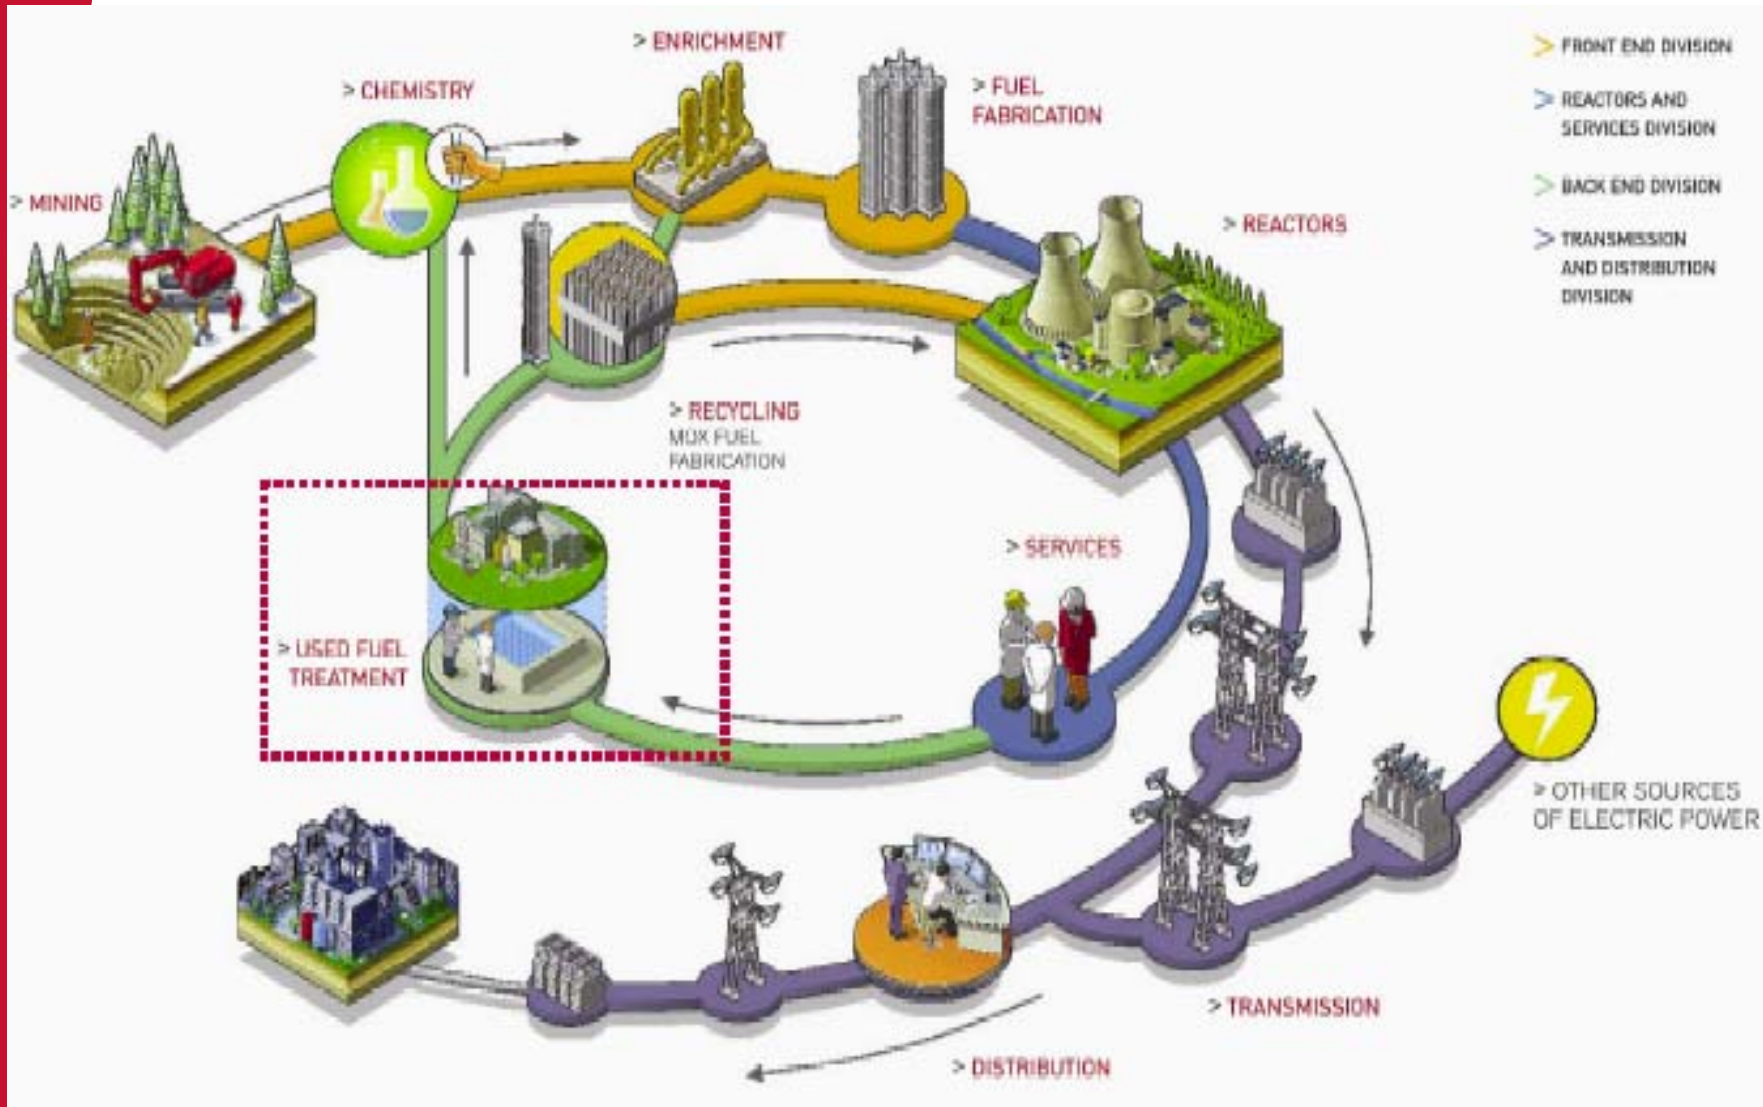 > ENRICHMENT
> CHEMISTRY
> FUEL
FABRICATION
> MINING
> REACTORS
> RECYCLING
MOX FUEL
FABRICATION
> SERVICES
> USED FUEL
TREATMENT
> OTHER SOURCES
OF ELECTRIC POWER
> TRANSMISSION
> DISTRIBUTION
> FRONT END DIVISION
> REACTORS AND
SERVICES DIVISION
> BACK END DIVISION
> TRANSMISSION
AND DISTRIBUTION
DIVISION